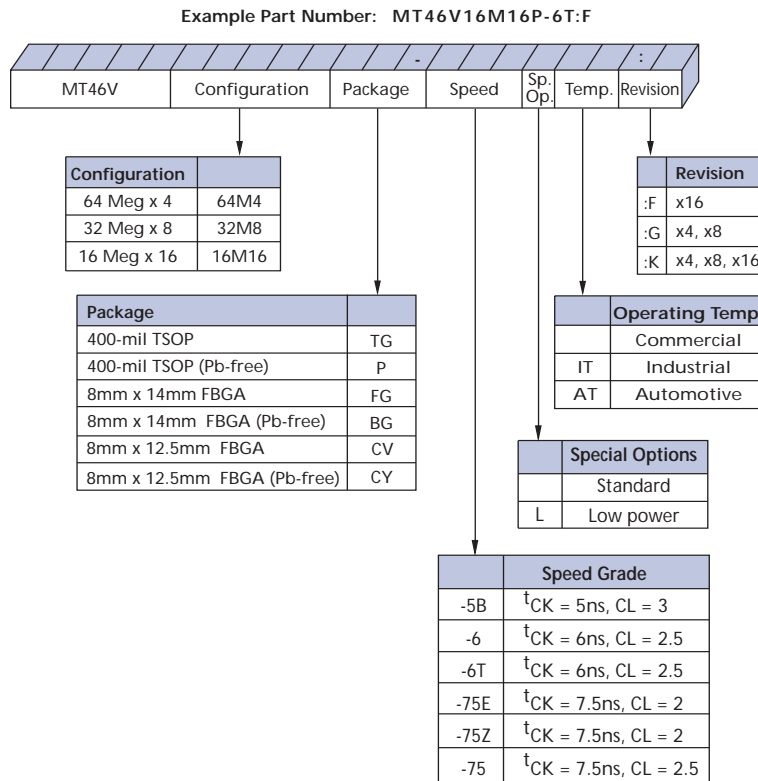 Example Part Number: MT46V16M16P-6T:F
- :
MT46V Configuration Package Speed Sp. Op. Temp. Revision
Configuration
64 Meg x 4 64M4
32 Meg x 8 32M8
16 Meg x 16 16M16
Revision
:F x16
:G x4, x8
:K x4, x8, x16
Package
400-mil TSOP TG
400-mil TSOP (Pb-free) P
8mm x 14mm FBGA FG
8mm x 14mm FBGA (Pb-free) BG
8mm x 12.5mm FBGA CV
8mm x 12.5mm FBGA (Pb-free) CY
Operating Temp
Commercial
IT Industrial
AT Automotive
Special Options
Standard
L Low power
Speed Grade
-5B tCK = 5ns, CL = 3
-6 tCK = 6ns, CL = 2.5
-6T tCK = 6ns, CL = 2.5
-75E tCK = 7.5ns, CL = 2
-75Z tCK = 7.5ns, CL = 2
-75 tCK = 7.5ns, CL = 2.5